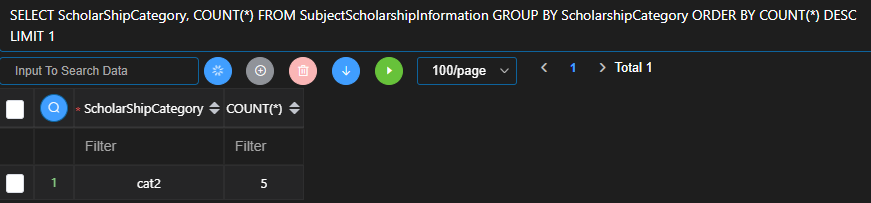 SELECT ScholarShipCategory, COUNT(*) FROM SubjectScholarshipInformation GROUP BY ScholarshipCategory ORDER BY COUNT(*) DESC
LIMIT 1
Input To Search Data 100/page 1 Total 1
* ScholarShipCategory COUNT(*)
Filter Filter
1 cat2 5